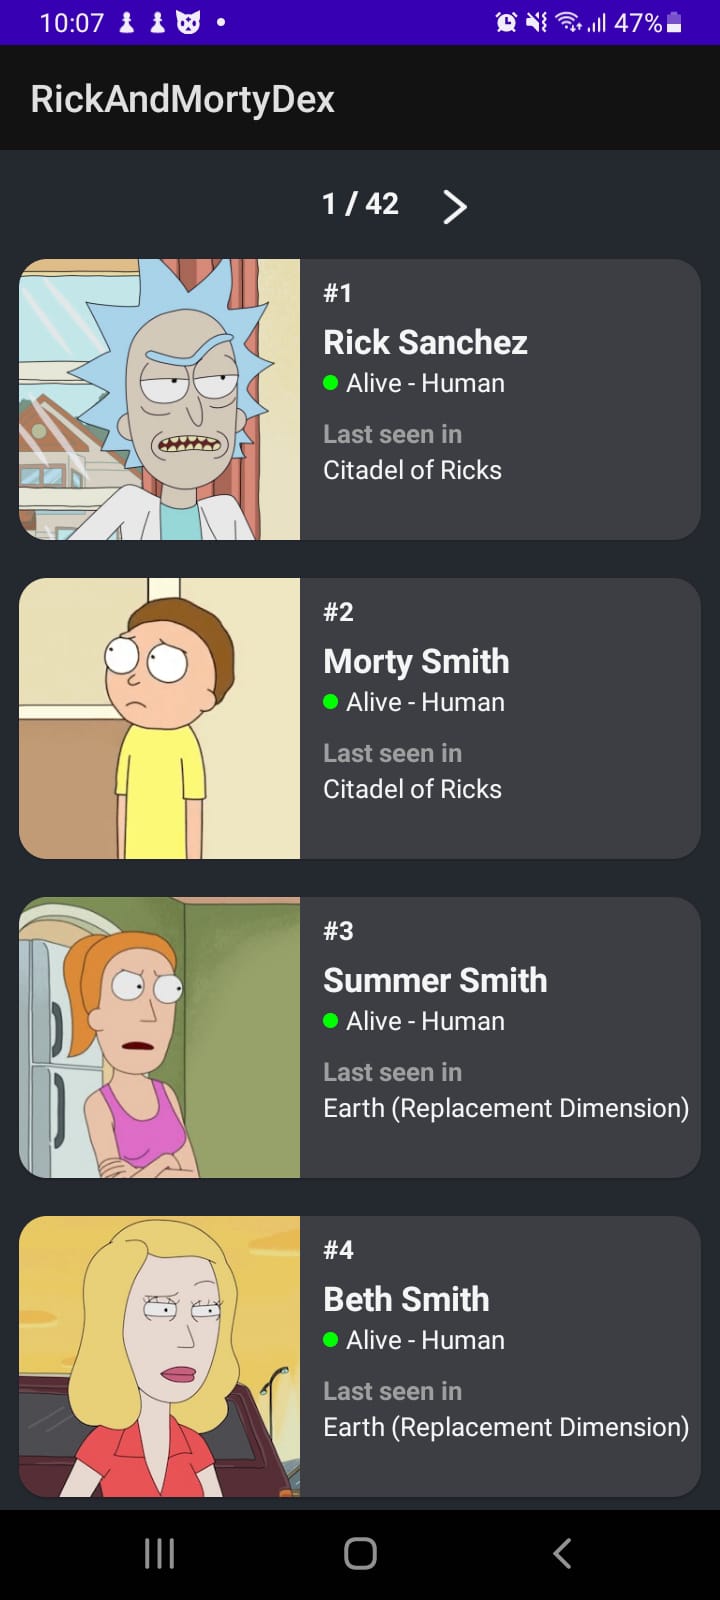 10:07
47%
RickAndMortyDex
1 / 42
#1
Rick Sanchez
Alive - Human
Last seen in
Citadel of Ricks
#2
Morty Smith
Alive - Human
Last seen in
Citadel of Ricks
#3
Summer Smith
Alive - Human
Last seen in
Earth (Replacement Dimension)
#4
Beth Smith
Alive - Human
Last seen in
Earth (Replacement Dimension)